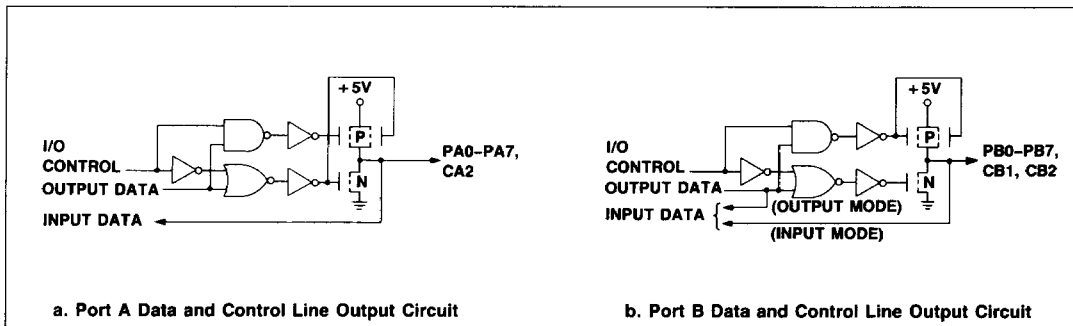 +5V
P
I/O
CONTROL
OUTPUT DATA
INPUT DATA
N
PA0-PA7,
CA2
a. Port A Data and Control Line Output Circuit
+5V
P
I/O
CONTROL
OUTPUT DATA
INPUT DATA
(OUTPUT MODE)
(INPUT MODE)
N
PB0-PB7,
CB1, CB2
b. Port B Data and Control Line Output Circuit